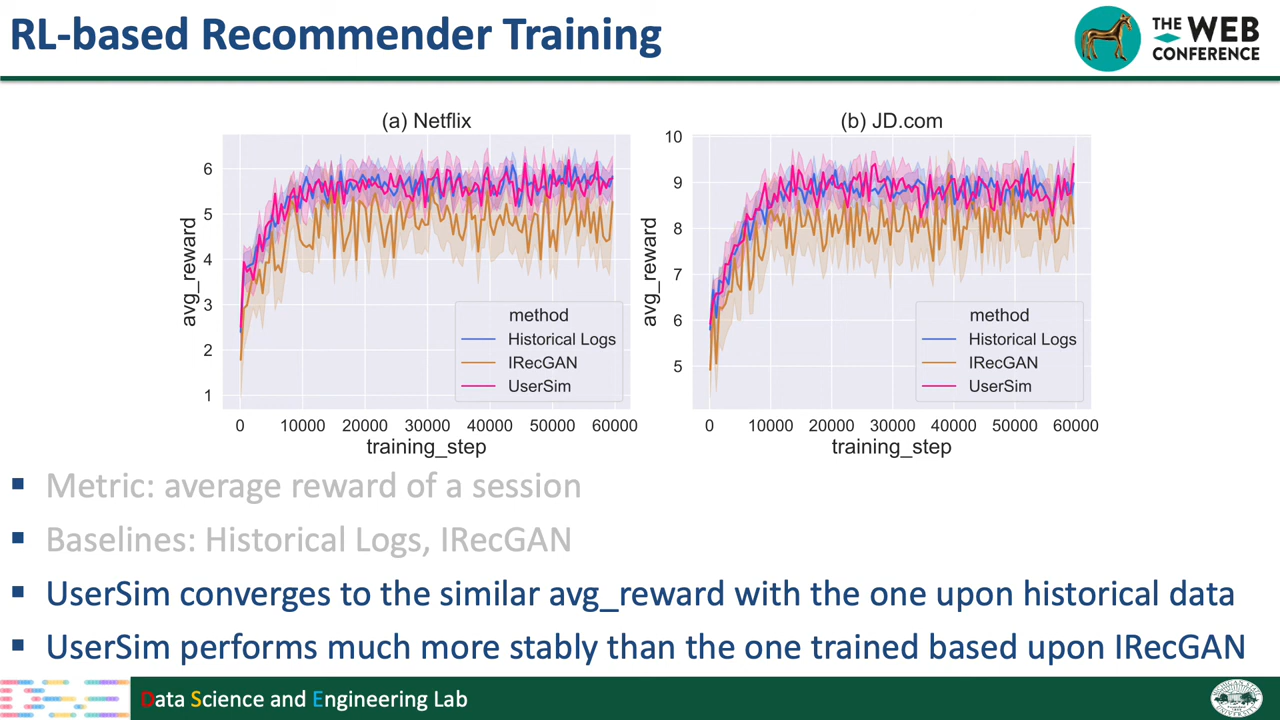 RL-based Recommender Training
THE WEB
CONFERENCE
(a) Netflix
(b) JD.com
avg_reward
6
5
4
3
2
1
method
Historical Logs
IRecGAN
UserSim
0 10000 20000 30000 40000 50000 60000
training_step
avg_reward
10
9
8
7
6
5
method
Historical Logs
IRecGAN
UserSim
0 10000 20000 30000 40000 50000 60000
training_step
Metric: average reward of a session
Baselines: Historical Logs, IRecGAN
UserSim converges to the similar avg_reward with the one upon historical data
UserSim performs much more stably than the one trained based upon IRecGAN
Data Science and Engineering Lab